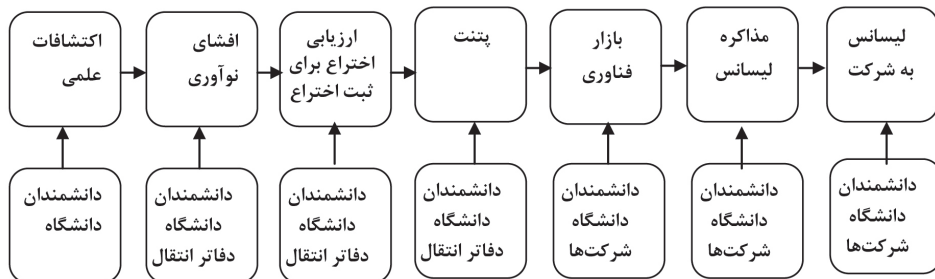 اکتشافات
علمی
افشای
نوآوری
ارزیابی
اختراع برای
ثبت اختراع
پتنت
بازار
فناوری
مذاکره
لیسانس
لیسانس
به شرکت
دانشمندان
دانشگاه
دانشمندان
دانشگاه
دفاتر انتقال
دانشمندان
دانشگاه
دفاتر انتقال
دانشمندان
دانشگاه
دفاتر انتقال
دانشمندان
دانشگاه
شرکت‌ها
دانشمندان
دانشگاه
شرکت‌ها
دانشمندان
دانشگاه
شرکت‌ها